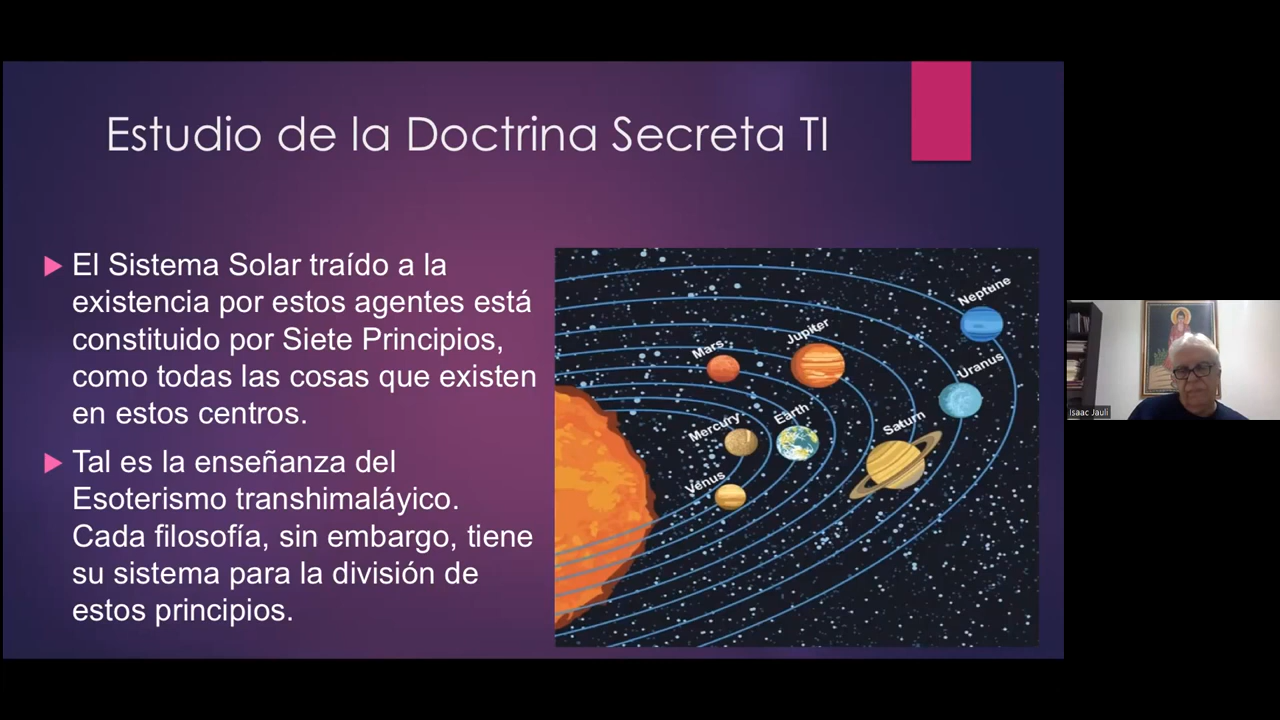 Estudio de la Doctrina Secreta TI
El Sistema Solar traído a la
existencia por estos agentes está
constituido por Siete Principios,
como todas las cosas que existen
en estos centros.
Tal es la enseñanza del
Esoterismo transhimaláyico.
Cada filosofía, sin embargo, tiene
su sistema para la división de
estos principios.
Neptune
Jupiter
Mars
Uranus
Mercury
Earth
Saturn
Venus
Isaac Jauli